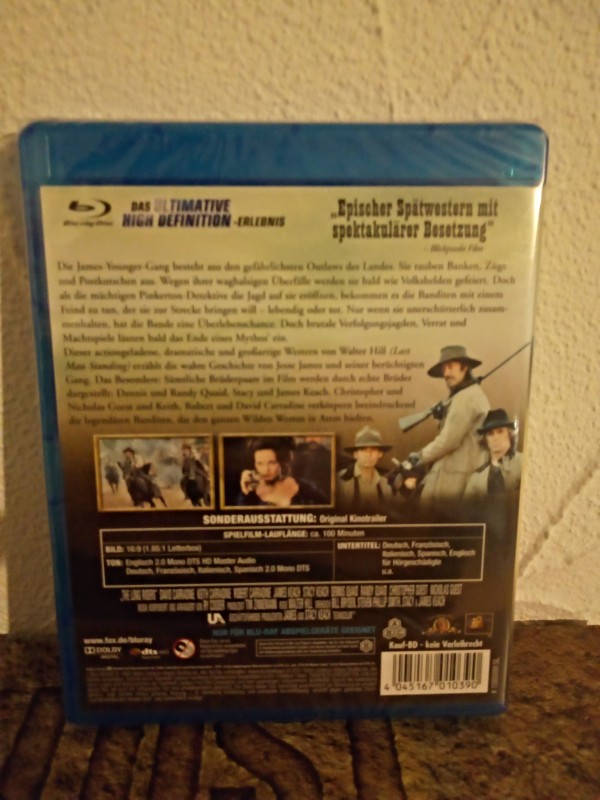 Blu-ray Disc
DAS ULTIMATIVE
HIGH DEFINITION -ERLEBNIS
„Epischer Spätwestern mit
spektakulärer Besetzung"
– Blickpunkt Film
Die James-Younger-Gang besteht aus den gefährlichsten Outlaws des Landes. Sie rauben Banken, Züge
und Postkutschen aus. Wegen ihrer waghalsigen Überfälle werden sie bald wie Volkshelden gefeiert. Doch
als die mächtigen Pinkerton-Detektive die Jagd auf sie eröffnen, bekommen es die Banditen mit einem
Feind zu tun, der sie zur Strecke bringen will – lebendig oder tot. Nur wenn sie unerschütterlich zusam-
menhalten, hat die Bande eine Überlebenschance. Doch brutale Verfolgungsjagden, Verrat und
Machtspiele läuten bald das Ende eines Mythos' ein.
Dieser actiongeladene, dramatische und großartige Western von Walter Hill (Last
Man Standing) erzählt die wahre Geschichte von Jesse James und seiner berüchtigten
Gang. Das Besondere: Sämtliche Brüderpaare im Film werden durch echte Brüder
dargestellt: Dennis und Randy Quaid, Stacy und James Keach, Christopher und
Nicholas Guest und Keith, Robert und David Carradine verkörpern beeindruckend
die legendären Banditen, die den ganzen Wilden Westen in Atem hielten.
SONDERAUSSTATTUNG: Original Kinotrailer
SPIELFILM-LAUFLÄNGE: ca. 100 Minuten
BILD: 16:9 (1.85:1 Letterbox)
TON: Englisch 2.0 Mono DTS HD Master Audio
Deutsch, Französisch, Italienisch, Spanisch 2.0 Mono DTS
UNTERTITEL: Deutsch, Französisch,
Italienisch, Spanisch, Englisch
für Hörgeschädigte
u.a.
UA
NUR FÜR BLU-RAY ABSPIELGERÄTE GEEIGNET
www.fox.de/bluray
DOLBY
DIGITAL
dts
Kauf-BD - kein Verleihrecht
4 045167 010390